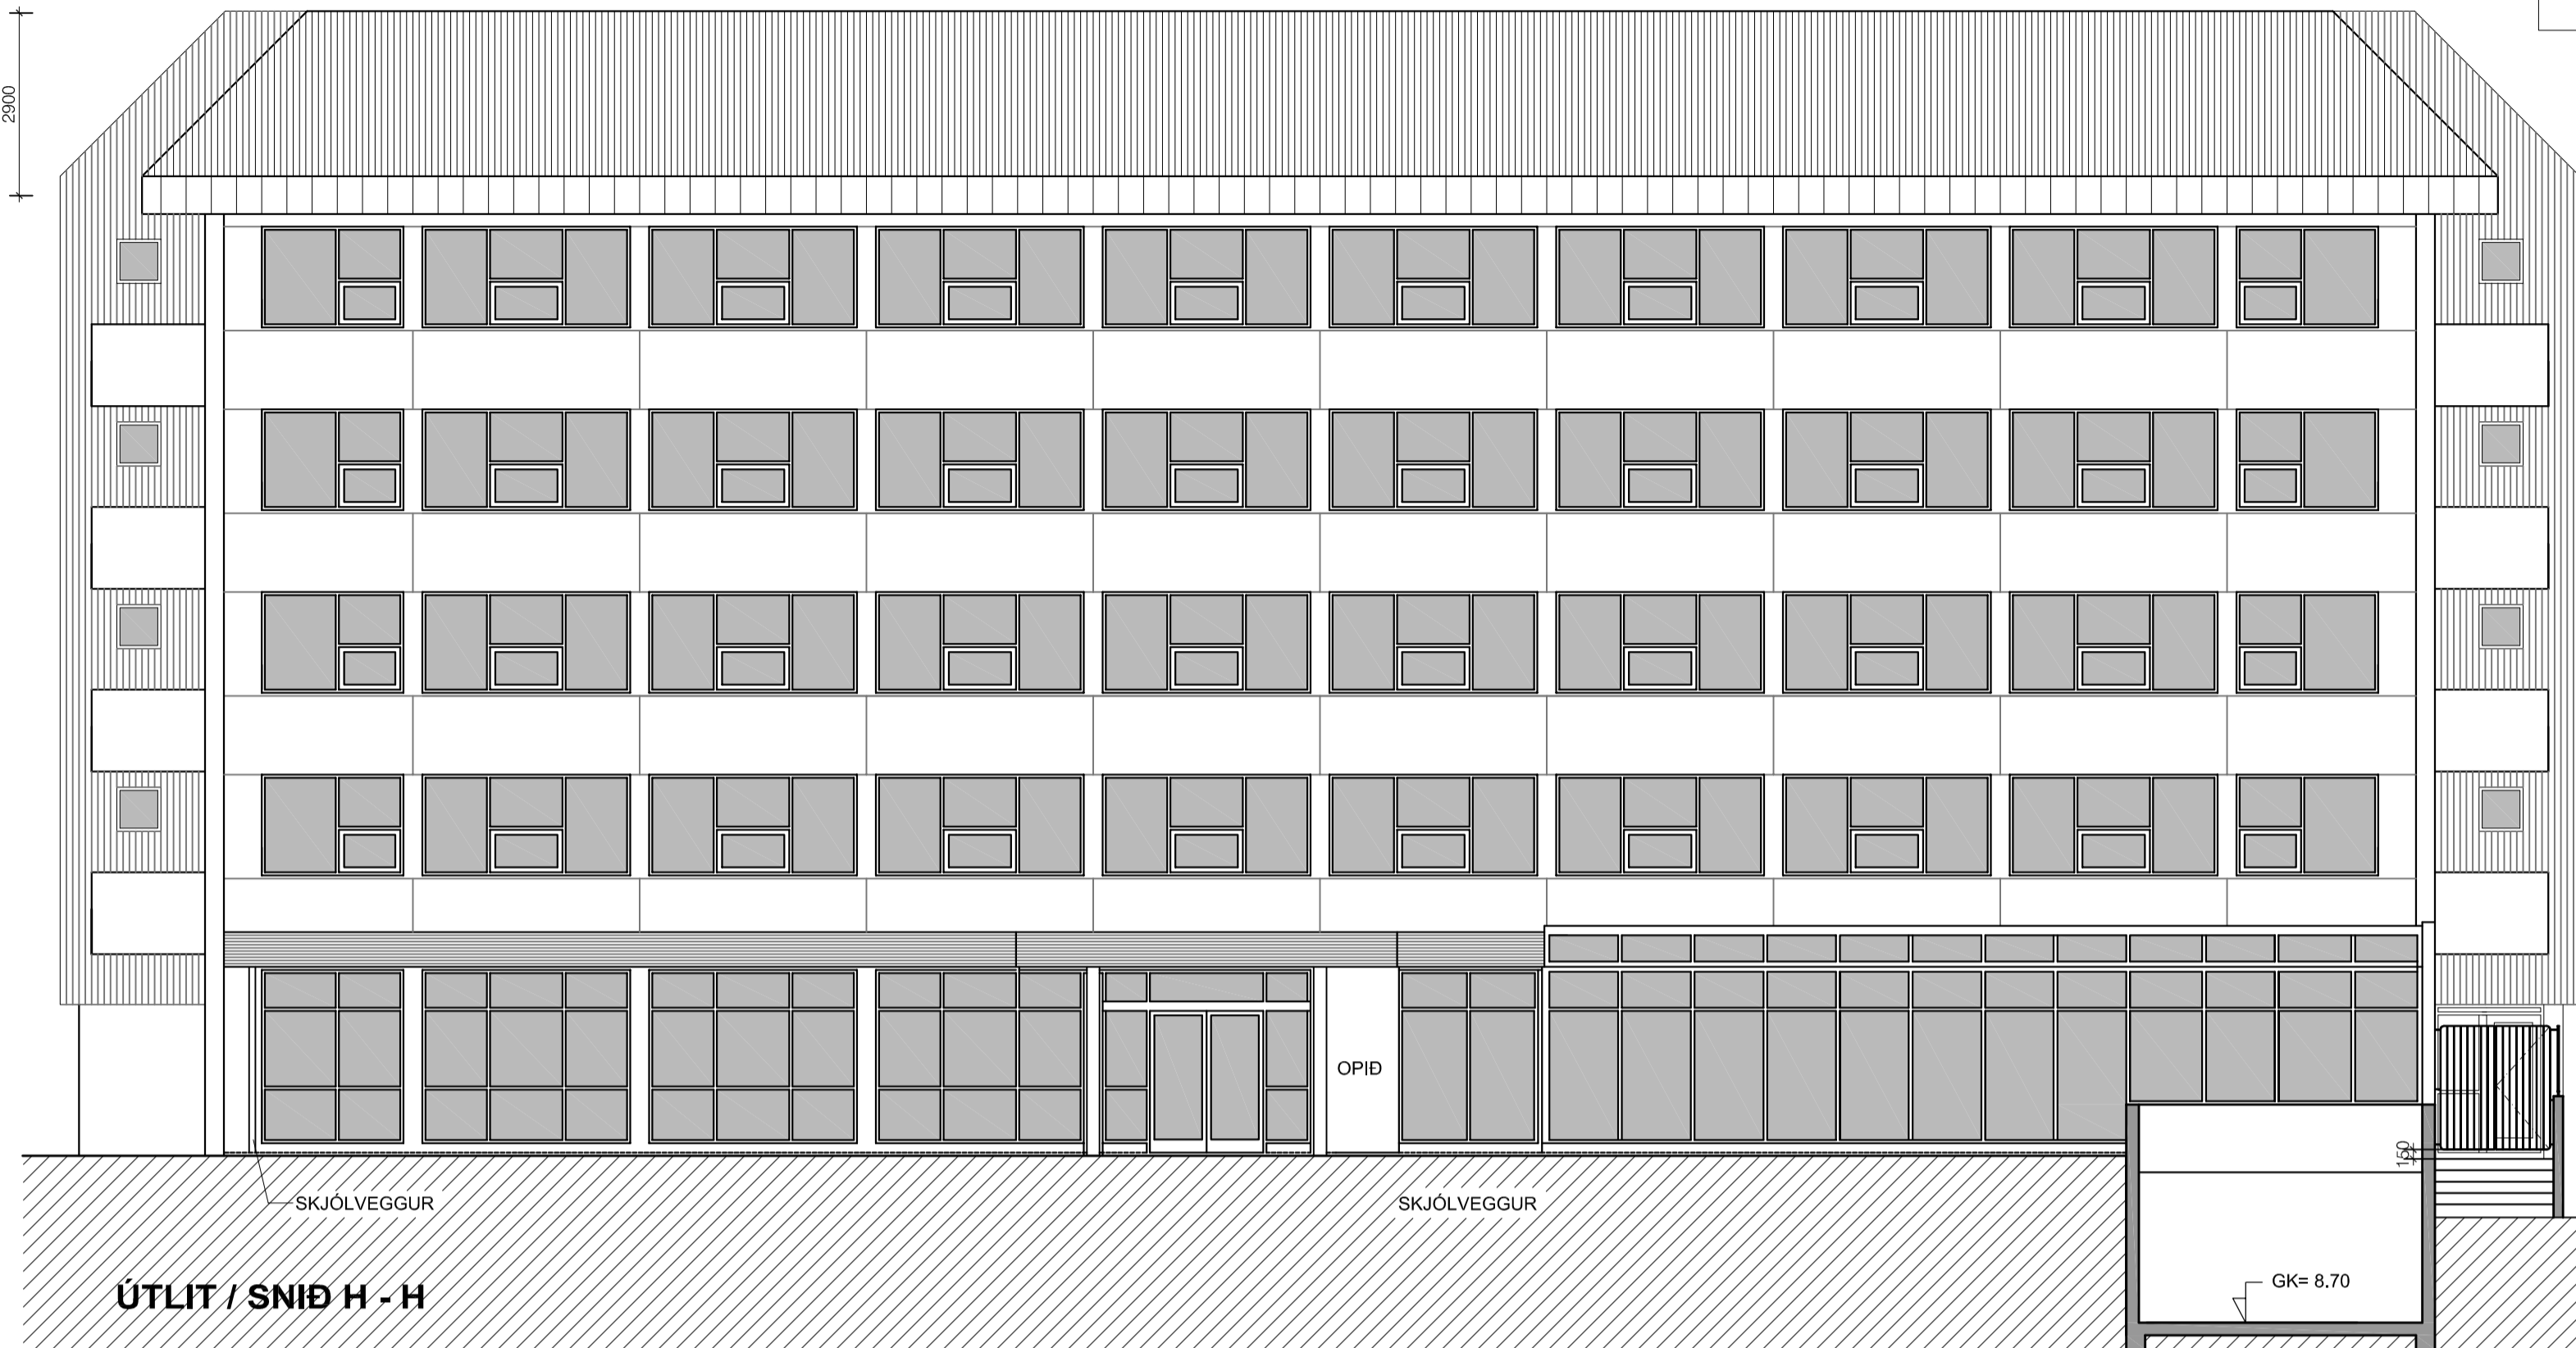 2900
OPIÐ
150
SKJÓLVEGGUR
SKJÓLVEGGUR
GK= 8.70
ÚTLIT / SNIÐ H - H